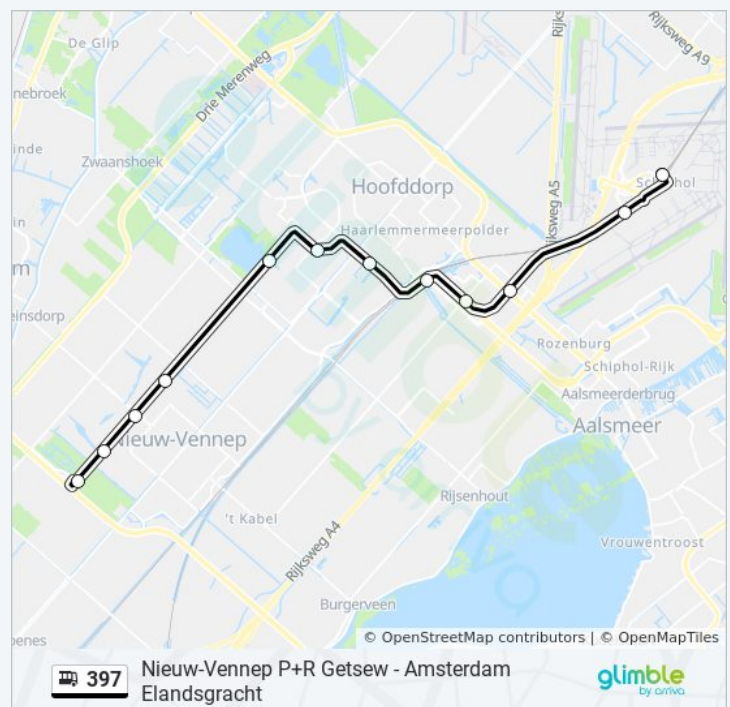 De Glip
Rijks
Rijksweg A9
nebroek
Drie Merenweg
inde
Zwaanshoek
Schiphol
Hoofddorp
Rijksweg A5
in
Haarlemmermeerpolder
m
einsdorp
Rozenburg
Schiphol-Rijk
Aalsmeerderbrug
Aalsmeer
Nieuw-Vennep
Rijsenhout
't Kabel
Rijksweg A4
Vrouwentroost
Burgerveen
enes
© OpenStreetMap contributors | © OpenMapTiles
397
Nieuw-Vennep P+R Getsew - Amsterdam
Elandsgracht
glimble
by arriva